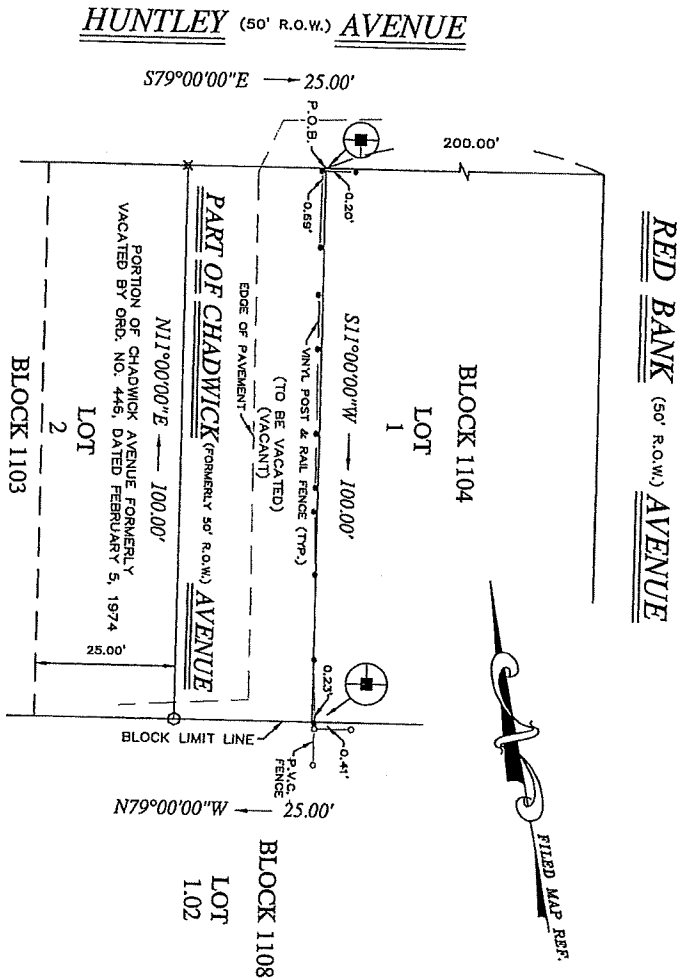 HUNTLEY (50' R.O.W.) AVENUE
S79°00'00"E 25.00'
P.O.B.
200.00'
0.20'
0.69'
RED BANK (50' R.O.W.) AVENUE
BLOCK 1104
LOT
1
S11°00'00"W 100.00'
VINYL POST & RAIL FENCE (TYP.)
(TO BE VACATED)
(VACANT)
EDGE OF PAVEMENT
PART OF CHADWICK (FORMERLY 50' R.O.W.) AVENUE
N11°00'00"E 100.00'
PORTION OF CHADWICK AVENUE FORMERLY
VACATED BY ORD. NO. 446, DATED FEBRUARY 5, 1974
LOT
2
BLOCK 1103
25.00'
0.23'
0.41'
BLOCK LIMIT LINE
P.V.C.
FENCE
N79°00'00"W 25.00'
BLOCK 1108
LOT
1.02
FILED MAP REF.